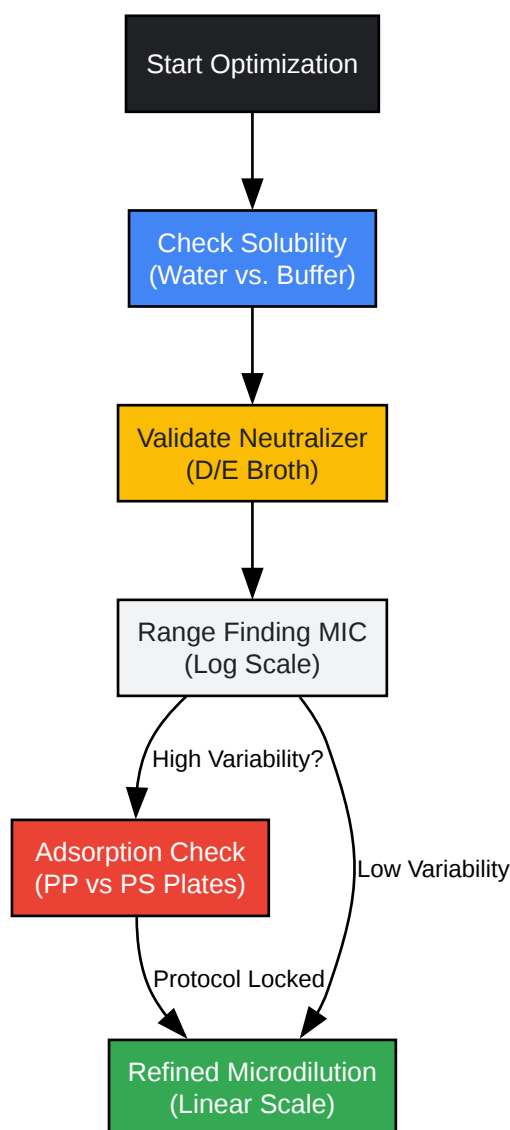 Start Optimization
Check Solubility
(Water vs. Buffer)
Validate Neutralizer
(D/E Broth)
Range Finding MIC
(Log Scale)
High Variability?
Adsorption Check
(PP vs PS Plates)
Low Variability
Protocol Locked
Refined Microdilution
(Linear Scale)